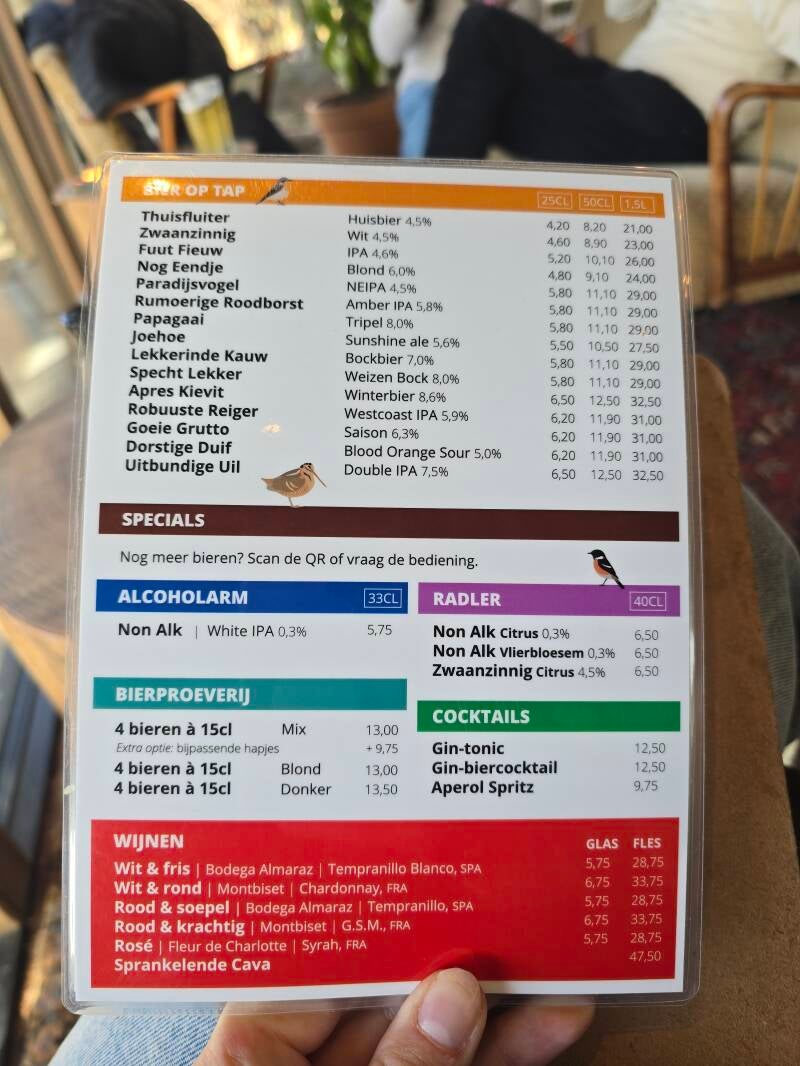 BIER OP TAP 25CL 50CL 1,5L
Thuisfluiter Huisbier 4,5% 4,20 8,20 21,00
Zwaanzinnig Wit 4,5% 4,60 8,90 23,00
Fuut Fieuw IPA 4,6% 5,20 10,10 26,00
Nog Eendje Blond 6,0% 4,80 9,10 24,00
Paradijsvogel NEIPA 4,5% 5,80 11,10 29,00
Rumoerige Roodborst Amber IPA 5,8% 5,80 11,10 29,00
Papagaai Tripel 8,0% 5,80 11,10 29,00
Joehoe Sunshine ale 5,6% 5,50 10,50 27,50
Lekkerinde Kauw Bockbier 7,0% 5,80 11,10 29,00
Specht Lekker Weizen Bock 8,0% 5,80 11,10 29,00
Apres Kievit Winterbier 8,6% 6,50 12,50 32,50
Robuuste Reiger Westcoast IPA 5,9% 6,20 11,90 31,00
Goeie Grutto Saison 6,3% 6,20 11,90 31,00
Dorstige Duif Blood Orange Sour 5,0% 6,20 11,90 31,00
Uitbundige Uil Double IPA 7,5% 6,50 12,50 32,50
SPECIALS
Nog meer bieren? Scan de QR of vraag de bediening.
ALCOHOLARM 33CL
Non Alk | White IPA 0,3% 5,75
RADLER 40CL
Non Alk Citrus 0,3% 6,50
Non Alk Vlierbloesem 0,3% 6,50
Zwaanzinnig Citrus 4,5% 6,50
BIERPROEVERIJ
4 bieren à 15cl Mix 13,00
Extra optie: bijpassende hapjes + 9,75
4 bieren à 15cl Blond 13,00
4 bieren à 15cl Donker 13,50
COCKTAILS
Gin-tonic 12,50
Gin-biercocktail 12,50
Aperol Spritz 9,75
WIJNEN GLAS FLES
Wit & fris | Bodega Almaraz | Tempranillo Blanco, SPA 5,75 28,75
Wit & rond | Montbiset | Chardonnay, FRA 6,75 33,75
Rood & soepel | Bodega Almaraz | Tempranillo, SPA 5,75 28,75
Rood & krachtig | Montbiset | G.S.M., FRA 6,75 33,75
Rosé | Fleur de Charlotte | Syrah, FRA 5,75 28,75
Sprankelende Cava 47,50